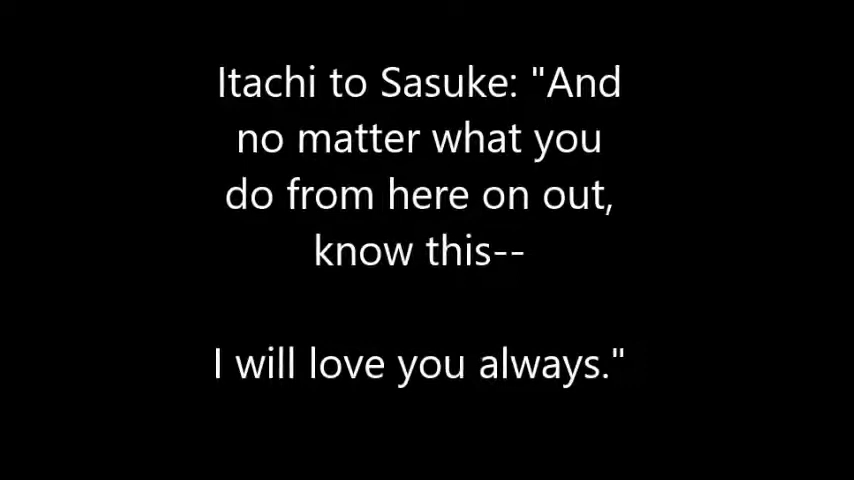 Itachi to Sasuke: "And
no matter what you
do from here on out,
know this--
I will love you always."